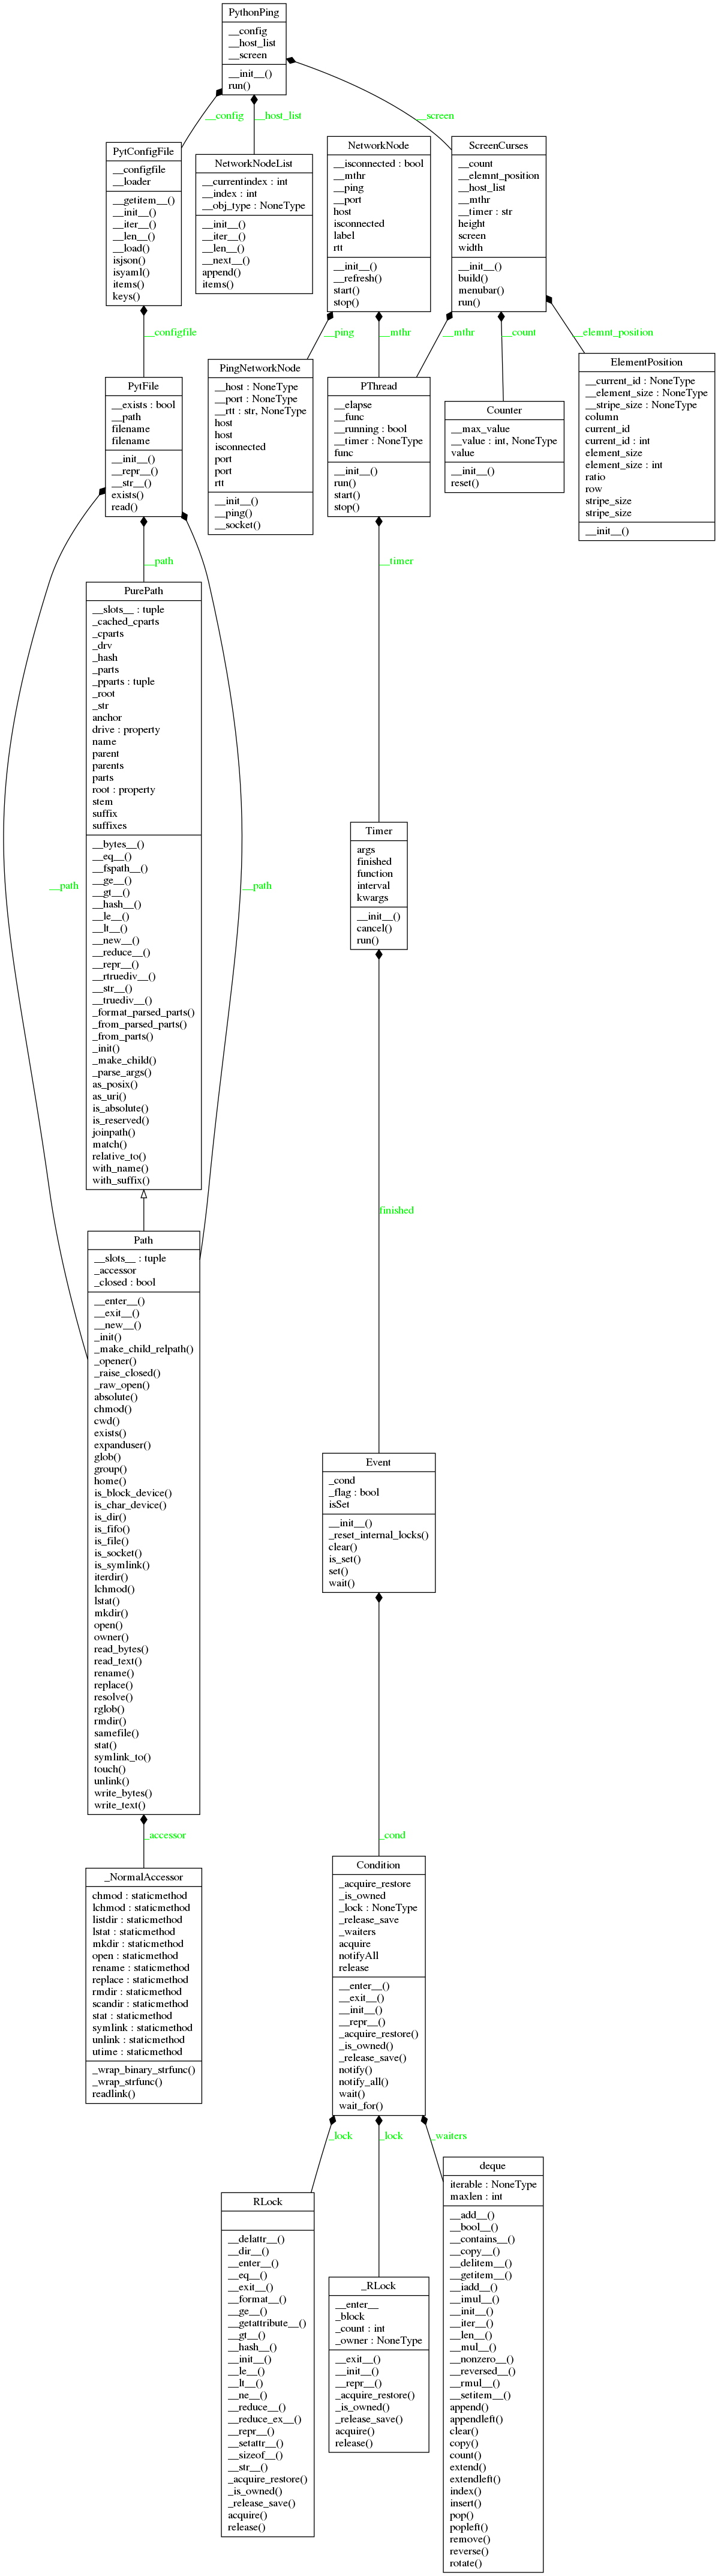 PythonPing
__config
__host_list
__screen
__init__()
run()
__config
__host_list
__screen
PytConfigFile
__configfile
__loader
__getitem__()
__init__()
__iter__()
__len__()
__load()
isjson()
isyaml()
items()
keys()
NetworkNodeList
__currentindex : int
__index : int
__obj_type : NoneType
__init__()
__iter__()
__len__()
__next__()
append()
items()
NetworkNode
__isconnected : bool
__mthr
__ping
__port
host
isconnected
label
rtt
__init__()
__refresh()
start()
stop()
ScreenCurses
__count
__elemnt_position
__host_list
__mthr
__timer : str
height
screen
width
__init__()
build()
menubar()
run()
__configfile
__ping
__mthr
__mthr
__count
__elemnt_position
PytFile
__exists : bool
__path
filename
filename
__init__()
__repr__()
__str__()
exists()
read()
PingNetworkNode
__host : NoneType
__port : NoneType
__rtt : str, NoneType
host
host
isconnected
port
port
rtt
__init__()
__ping()
__socket()
PThread
__elapse
__func
__running : bool
__timer : NoneType
func
__init__()
run()
start()
stop()
Counter
__max_value
__value : int, NoneType
value
__init__()
reset()
ElementPosition
__current_id : NoneType
__element_size : NoneType
__stripe_size : NoneType
column
current_id
current_id : int
element_size
element_size : int
ratio
row
stripe_size
stripe_size
__init__()
__path
__timer
PurePath
__slots__ : tuple
_cached_cparts
_cparts
_drv
_hash
_parts
_pparts : tuple
_root
_str
anchor
drive : property
name
parent
parents
parts
root : property
stem
suffix
suffixes
__bytes__()
__eq__()
__fspath__()
__ge__()
__gt__()
__hash__()
__le__()
__lt__()
__new__()
__reduce__()
__repr__()
__rtruediv__()
__str__()
__truediv__()
_format_parsed_parts()
_from_parsed_parts()
_from_parts()
_init()
_make_child()
_parse_args()
as_posix()
as_uri()
is_absolute()
is_reserved()
joinpath()
match()
relative_to()
with_name()
with_suffix()
__path
__path
Timer
args
finished
function
interval
kwargs
__init__()
cancel()
run()
finished
Path
__slots__ : tuple
_accessor
_closed : bool
__enter__()
__exit__()
__new__()
_init()
_make_child_relpath()
_opener()
_raise_closed()
_raw_open()
absolute()
chmod()
cwd()
exists()
expanduser()
glob()
group()
home()
is_block_device()
is_char_device()
is_dir()
is_fifo()
is_file()
is_socket()
is_symlink()
iterdir()
lchmod()
lstat()
mkdir()
open()
owner()
read_bytes()
read_text()
rename()
replace()
resolve()
rglob()
rmdir()
samefile()
stat()
symlink_to()
touch()
unlink()
write_bytes()
write_text()
Event
_cond
_flag : bool
isSet
__init__()
_reset_internal_locks()
clear()
is_set()
set()
wait()
_accessor
_cond
_NormalAccessor
chmod : staticmethod
lchmod : staticmethod
listdir : staticmethod
lstat : staticmethod
mkdir : staticmethod
open : staticmethod
rename : staticmethod
replace : staticmethod
rmdir : staticmethod
scandir : staticmethod
stat : staticmethod
symlink : staticmethod
unlink : staticmethod
utime : staticmethod
_wrap_binary_strfunc()
_wrap_strfunc()
readlink()
Condition
_acquire_restore
_is_owned
_lock : NoneType
_release_save
_waiters
acquire
notifyAll
release
__enter__()
__exit__()
__init__()
__repr__()
_acquire_restore()
_is_owned()
_release_save()
notify()
notify_all()
wait()
wait_for()
_lock
_lock
_waiters
RLock
__delattr__()
__dir__()
__enter__()
__eq__()
__exit__()
__format__()
__ge__()
__getattribute__()
__gt__()
__hash__()
__init__()
__le__()
__lt__()
__ne__()
__reduce__()
__reduce_ex__()
__repr__()
__setattr__()
__sizeof__()
__str__()
_acquire_restore()
_is_owned()
_release_save()
acquire()
release()
_RLock
__enter__
_block
_count : int
_owner : NoneType
__exit__()
__init__()
__repr__()
_acquire_restore()
_is_owned()
_release_save()
acquire()
release()
deque
iterable : NoneType
maxlen : int
__add__()
__bool__()
__contains__()
__copy__()
__delitem__()
__getitem__()
__iadd__()
__imul__()
__init__()
__iter__()
__len__()
__mul__()
__nonzero__()
__reversed__()
__rmul__()
__setitem__()
append()
appendleft()
clear()
copy()
count()
extend()
extendleft()
index()
insert()
pop()
popleft()
remove()
reverse()
rotate()